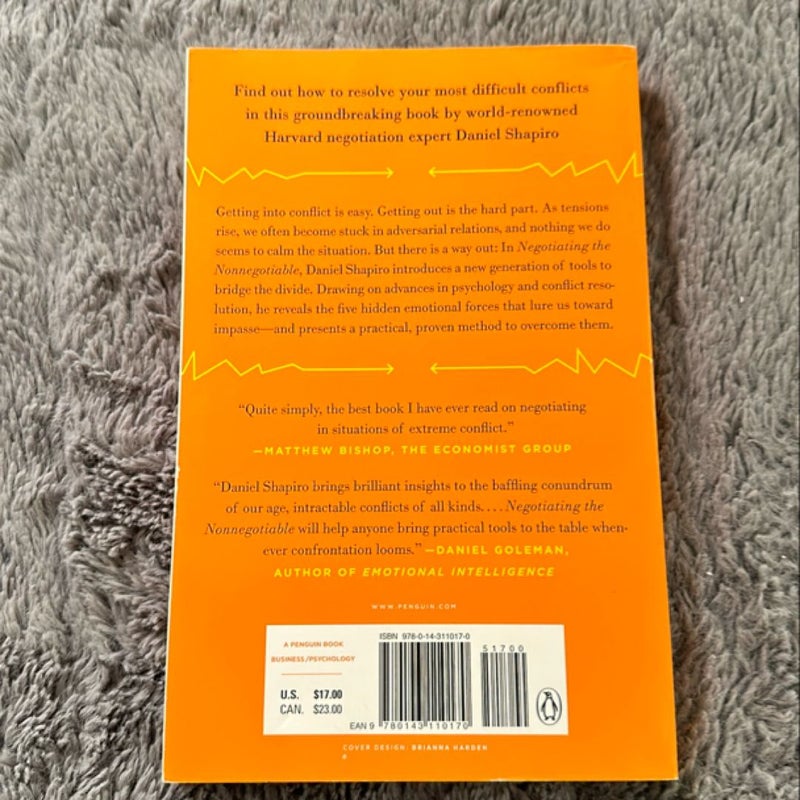 Find out how to resolve your most difficult conflicts
in this groundbreaking book by world-renowned
Harvard negotiation expert Daniel Shapiro
Getting into conflict is easy. Getting out is the hard part. As tensions
rise, we often become stuck in adversarial relations, and nothing we do
seems to calm the situation. But there is a way out: In Negotiating the
Nonnegotiable, Daniel Shapiro introduces a new generation of tools to
bridge the divide. Drawing on advances in psychology and conflict reso-
lution, he reveals the five hidden emotional forces that lure us toward
impasse—and presents a practical, proven method to overcome them.
“Quite simply, the best book I have ever read on negotiating
in situations of extreme conflict.”
—MATTHEW BISHOP, THE ECONOMIST GROUP
“Daniel Shapiro brings brilliant insights to the baffling conundrum
of our age, intractable conflicts of all kinds. . . . Negotiating the
Nonnegotiable will help anyone bring practical tools to the table when-
ever confrontation looms.” —DANIEL GOLEMAN,
AUTHOR OF EMOTIONAL INTELLIGENCE
WWW.PENGUIN.COM
A PENGUIN BOOK
BUSINESS/PSYCHOLOGY
U.S. $17.00
CAN. $23.00
ISBN 978-0-14-311017-0
51700
EAN 9 780143 110170
COVER DESIGN: BRIANNA HARDEN